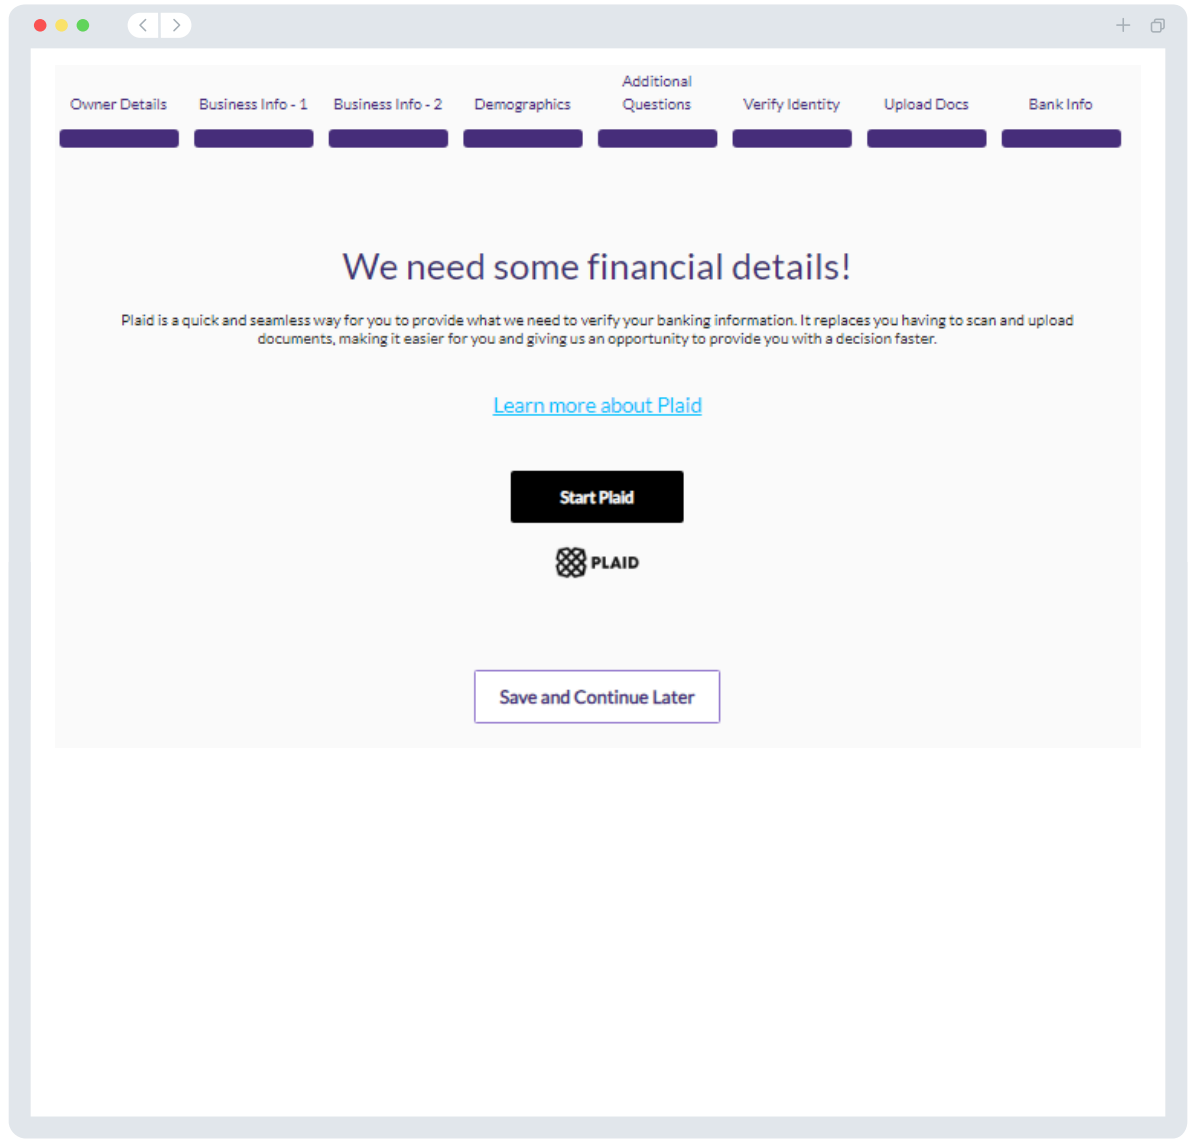 Owner Details
Business Info - 1
Business Info - 2
Demographics
Additional
Questions
Verify Identity
Upload Docs
Bank Info
We need some financial details!
Plaid is a quick and seamless way for you to provide what we need to verify your banking information. It replaces you having to scan and upload
documents, making it easier for you and giving us an opportunity to provide you with a decision faster.
Learn more about Plaid
Start Plaid
PLAID
Save and Continue Later